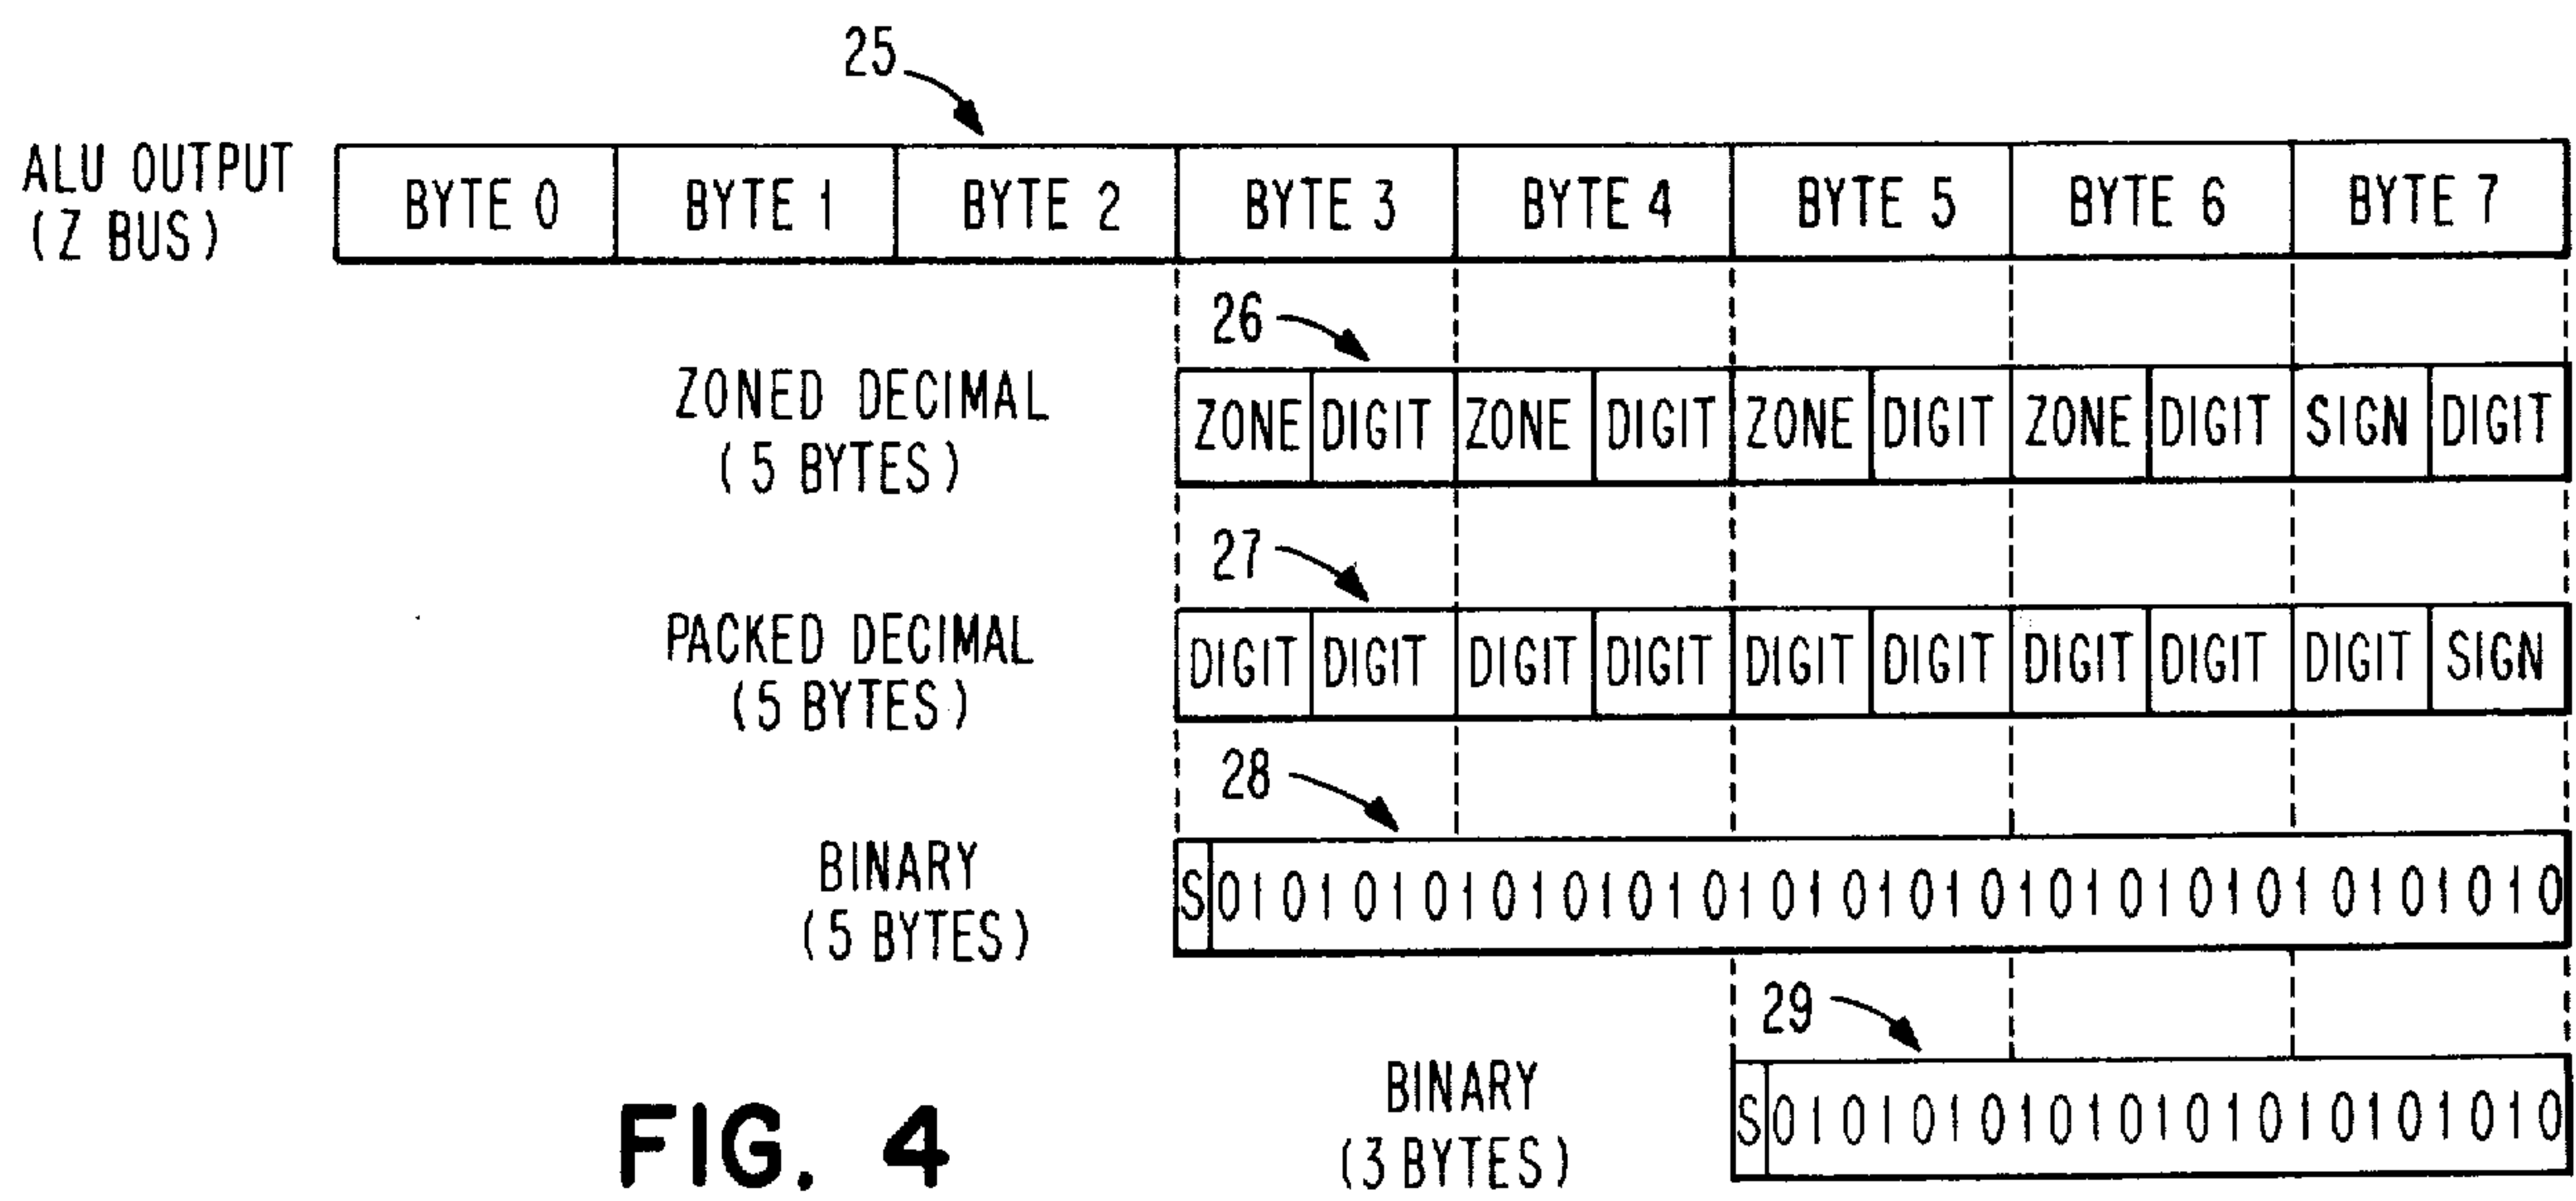 25
ALU OUTPUT
(Z BUS)
BYTE 0 BYTE 1 BYTE 2 BYTE 3 BYTE 4 BYTE 5 BYTE 6 BYTE 7
26
ZONED DECIMAL
(5 BYTES)
ZONE DIGIT ZONE DIGIT ZONE DIGIT ZONE DIGIT SIGN DIGIT
27
PACKED DECIMAL
(5 BYTES)
DIGIT DIGIT DIGIT DIGIT DIGIT DIGIT DIGIT DIGIT DIGIT SIGN
28
BINARY
(5 BYTES)
S 010101010101010101010101010101010101010
29
BINARY
(3 BYTES)
S 01010101010101010101010
FIG. 4